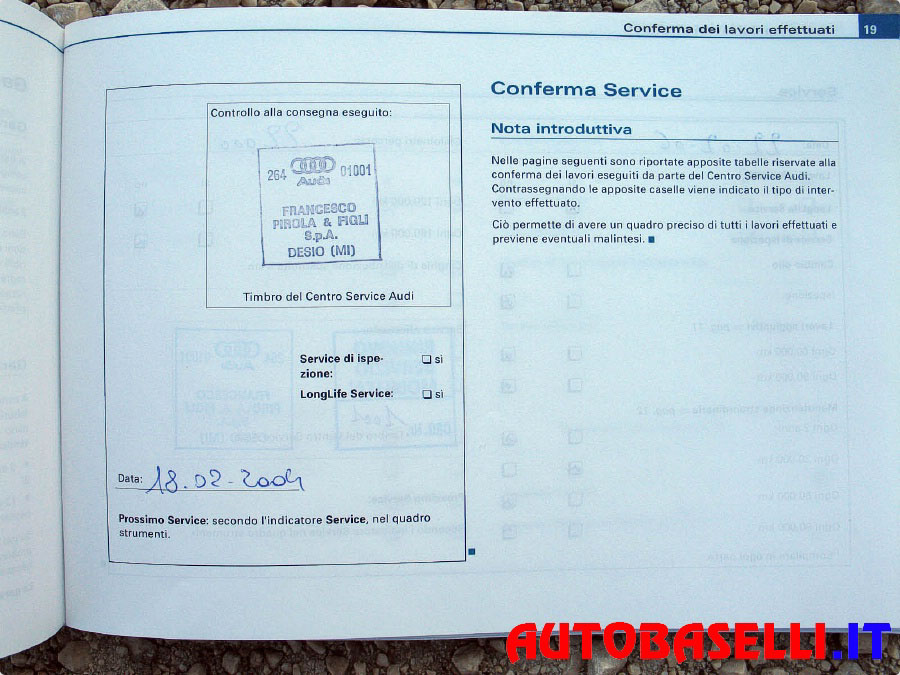 Conferma dei lavori effettuati 19
Controllo alla consegna eseguito:
264 Audi 01001
FRANCESCO
PIROLA & FIGLI
S.p.A.
DESIO (MI)
Timbro del Centro Service Audi
Service di ispe-
zione:
sì
LongLife Service: sì
Data: 18.02-2004
Prossimo Service: secondo l'indicatore Service, nel quadro
strumenti.
Conferma Service
Nota introduttiva
Nelle pagine seguenti sono riportate apposite tabelle riservate alla
conferma dei lavori eseguiti da parte del Centro Service Audi.
Contrassegnando le apposite caselle viene indicato il tipo di inter-
vento effettuato.
Ciò permette di avere un quadro preciso di tutti i lavori effettuati e
previene eventuali malintesi.
AUTOBASELLI.IT